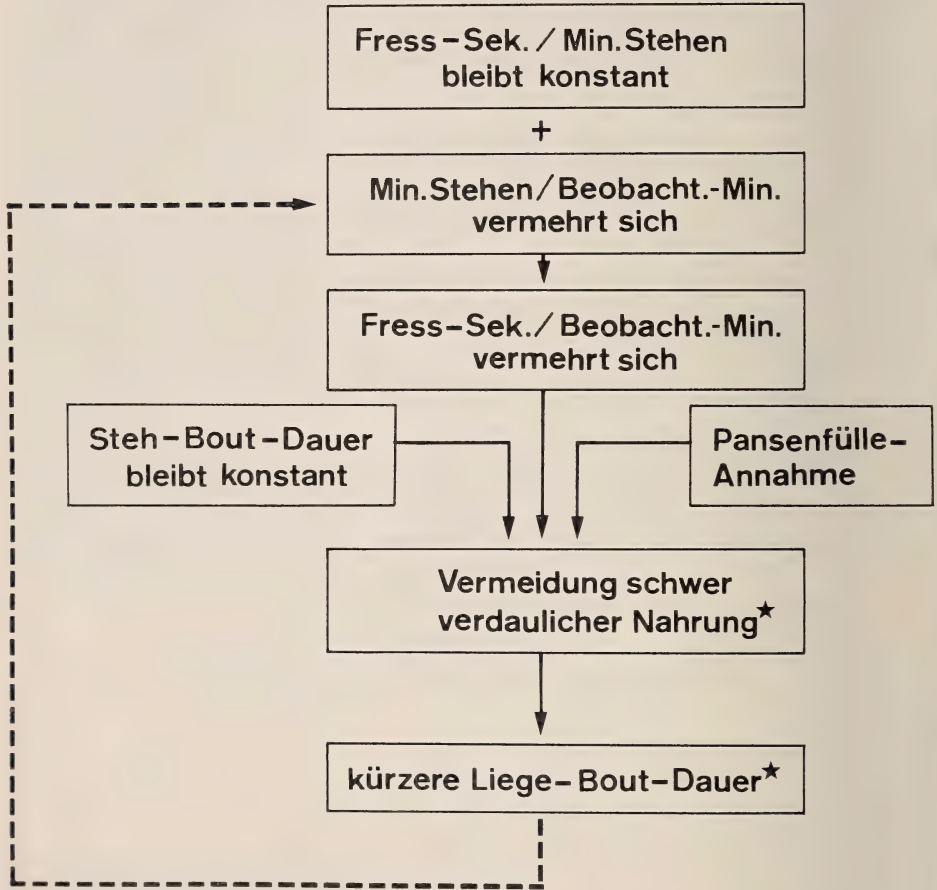 Fress-Sek./Min.Stehen
bleibt konstant
+
Min.Stehen/Beobacht.-Min.
vermehrt sich
Fress-Sek./Beobacht.-Min.
vermehrt sich
Steh-Bout-Dauer
bleibt konstant
Pansenfülle-
Annahme
Vermeidung schwer
verdaulicher Nahrung★
kürzere Liege-Bout-Dauer★